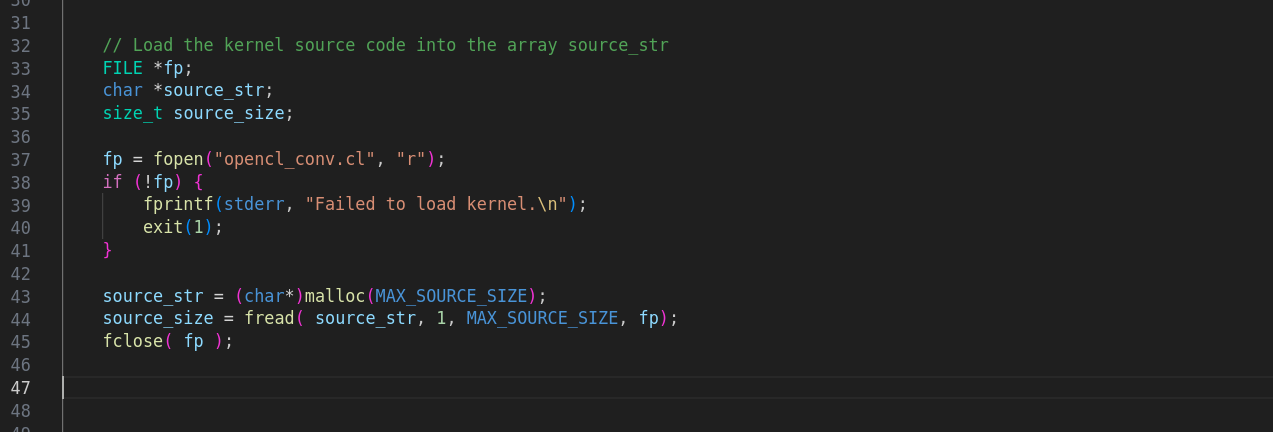 30
31
32 // Load the kernel source code into the array source_str
33 FILE *fp;
34 char *source_str;
35 size_t source_size;
36
37 fp = fopen("opencl_conv.cl", "r");
38 if (!fp) {
39 fprintf(stderr, "Failed to load kernel.\n");
40 exit(1);
41 }
42
43 source_str = (char*)malloc(MAX_SOURCE_SIZE);
44 source_size = fread( source_str, 1, MAX_SOURCE_SIZE, fp);
45 fclose( fp );
46
47
48